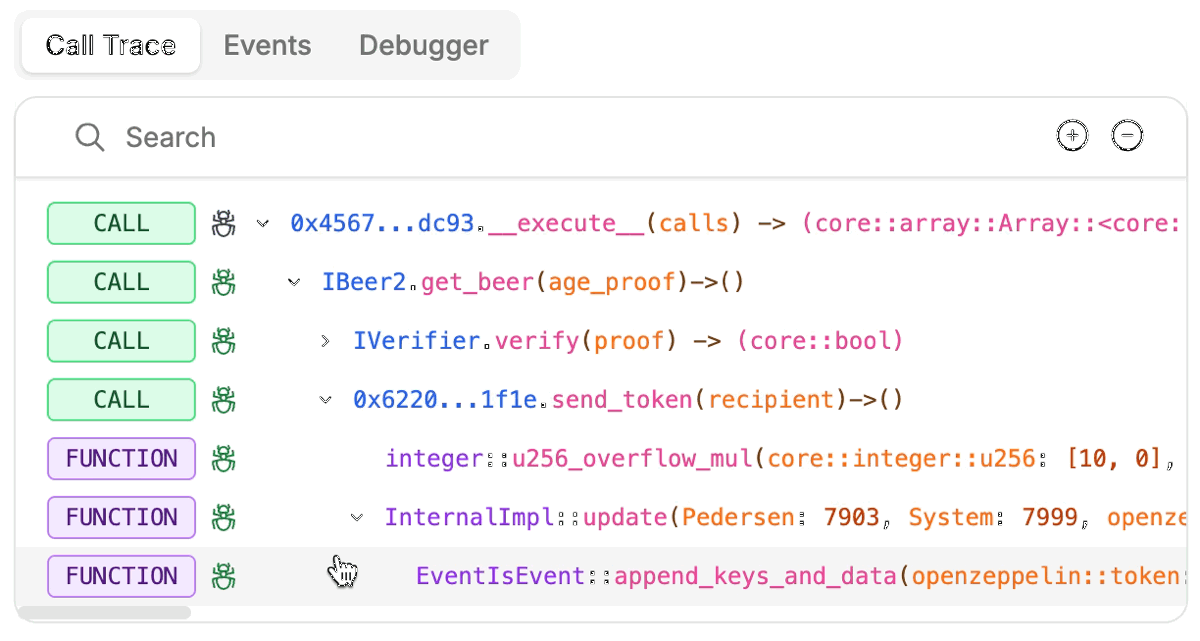 Call Trace Events Debugger
Search
CALL 0x4567...dc93.__execute__(calls) -> (core::array::Array::<core:
CALL IBeer2.get_beer(age_proof)->()
CALL IVerifier.verify(proof) -> (core::bool)
CALL 0x6220...1f1e.send_token(recipient)->()
FUNCTION integer::u256_overflow_mul(core::integer::u256: [10, 0],
FUNCTION InternalImpl::update(Pedersen: 7903, System: 7999, openze
FUNCTION EventIsEvent::append_keys_and_data(openzeppelin::token: